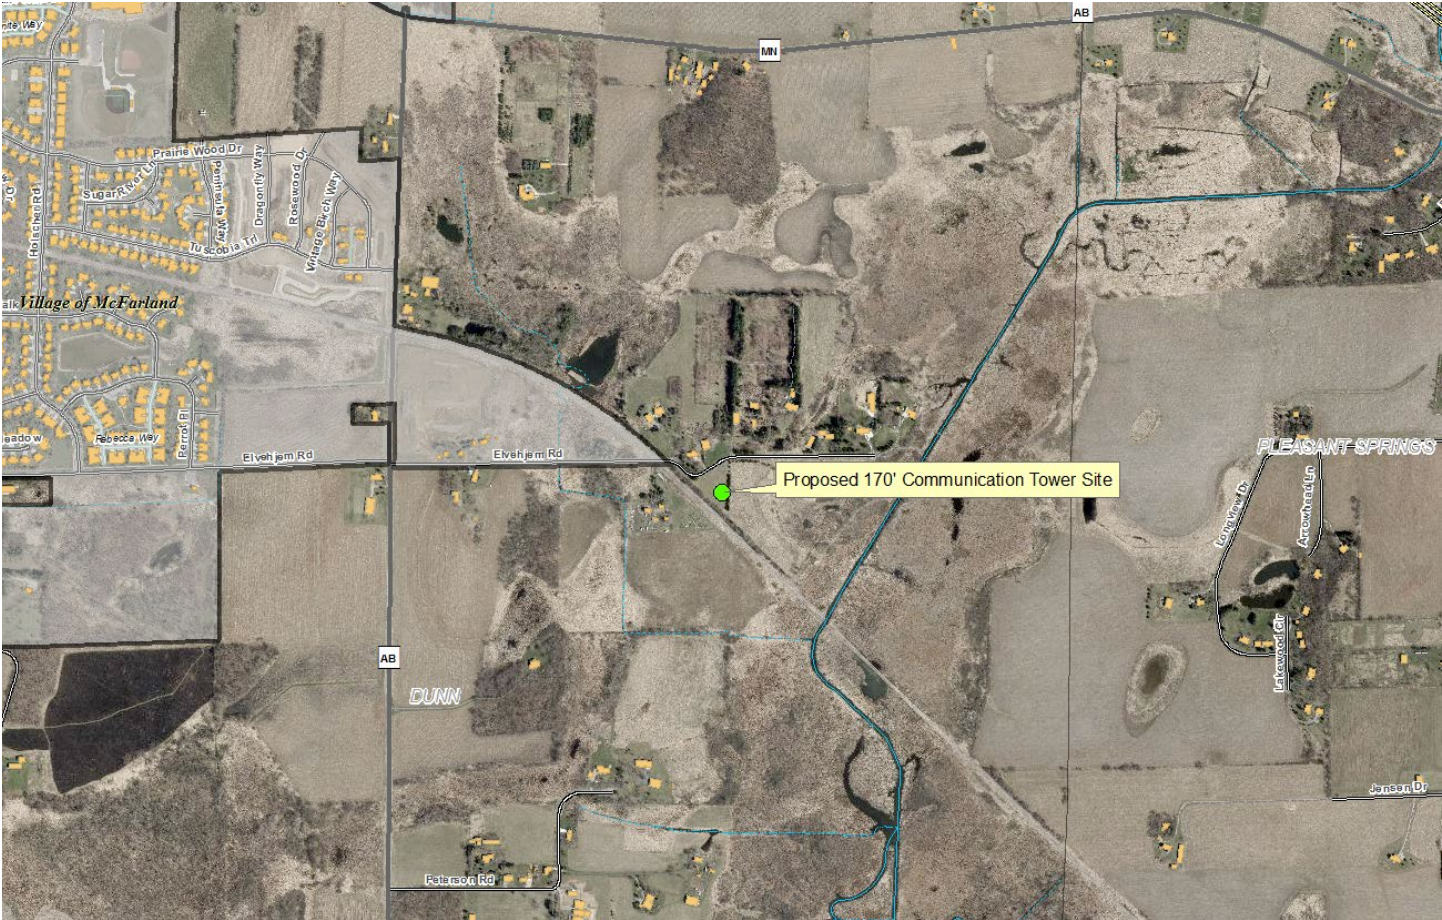 AB
MN
Prairie Wood Dr
Sugar River Ln
Peninsula Way
Dragonfly Way
Rosewood Dr
Vintage Birch Way
Holscher Rd
Tuscobia Trl
Village of McFarland
Rebecca Way
Perrot Pl
Elvehjem Rd
Elvehjem Rd
PLEASANT SPRINGS
Proposed 170' Communication Tower Site
Longview Dr
Arrowhead Ln
Lakewood Cir
AB
DUNN
Jensen Dr
Peterson Rd